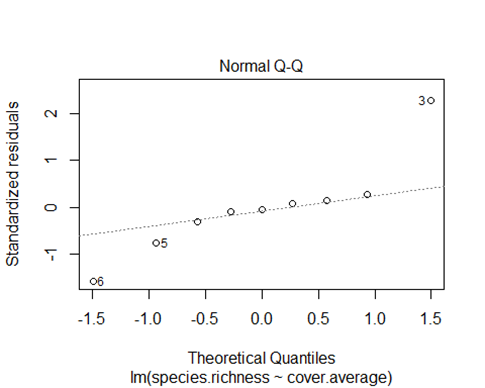 Normal Q-Q
Standardized residuals
2
1
0
-1
3
5
6
-1.5 -1.0 -0.5 0.0 0.5 1.0 1.5
Theoretical Quantiles
lm(species.richness ~ cover.average)